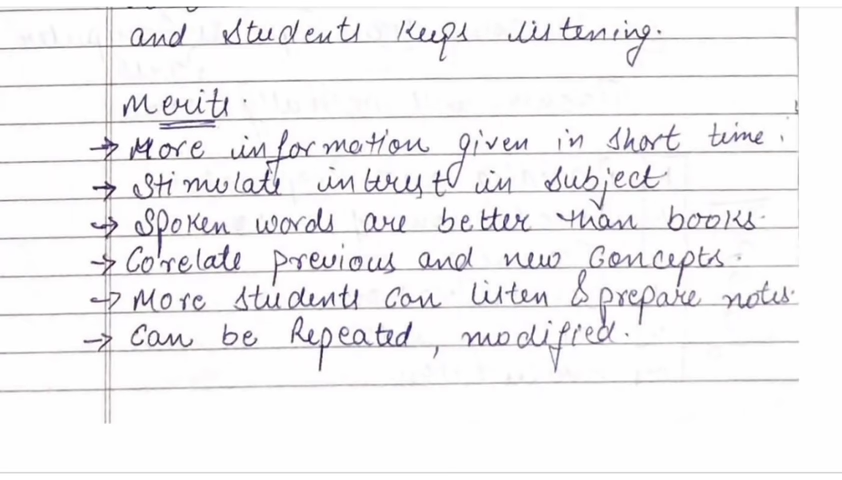 and students keeps listening.
Merits.
→ More information given in short time.
→ Stimulate interest in subject
→ Spoken words are better than books.
→ Corelate previous and new concepts.
→ More students can listen & prepare notes.
→ Can be Repeated, modified.